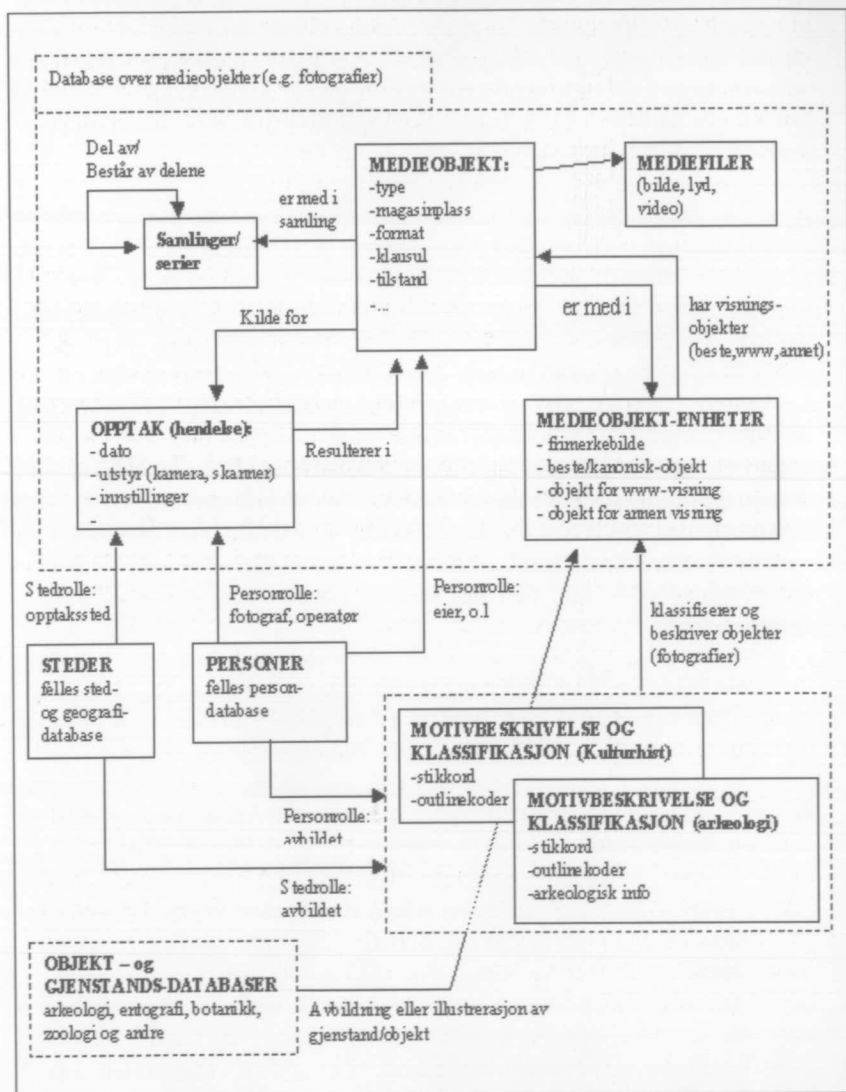 Database over medieobjekter (e.g. fotografier)
Del av/
Består av delene
Samlinger/
serier
er med i
samling
MEDIEOBJEKT:
-type
-magasinplass
-format
-klausul
-tilstand
...
MEDIEFILER
(bilde, lyd,
video)
Kilde for
er med i
har visnings-
objekter
(beste,www,annet)
OPPTAK (hendelse):
- dato
- utstyr (kamera, skanner)
- innstillinger
-
Resulterer i
MEDIEOBJEKT-ENHETER
- frimerkebilde
- beste/kanonisk-objekt
- objekt for www-visning
- objekt for annen visning
Stedrolle:
opptakssted
Personrolle:
fotograf, operatør
Personrolle:
eier, o.l
klassifiserer og
beskriver objekter
(fotografier)
STEDER
felles sted-
og geografi-
database
PERSONER
felles person-
database
MOTIVBESKRIVELSE OG
KLASSIFIKASJON (Kulturhist)
-stikkord
-outlinekoder
MOTIVBESKRIVELSE OG
KLASSIFIKASJON (arkeologi)
-stikkord
-outlinekoder
-arkeologisk info
Personrolle:
avbildet
Stedrolle:
avbildet
OBJEKT – og
GJENSTANDS-DATABASER
arkeologi, entografi, botanikk,
zoologi og andre
Avbildning eller illustrerasjon av
gjenstand/objekt